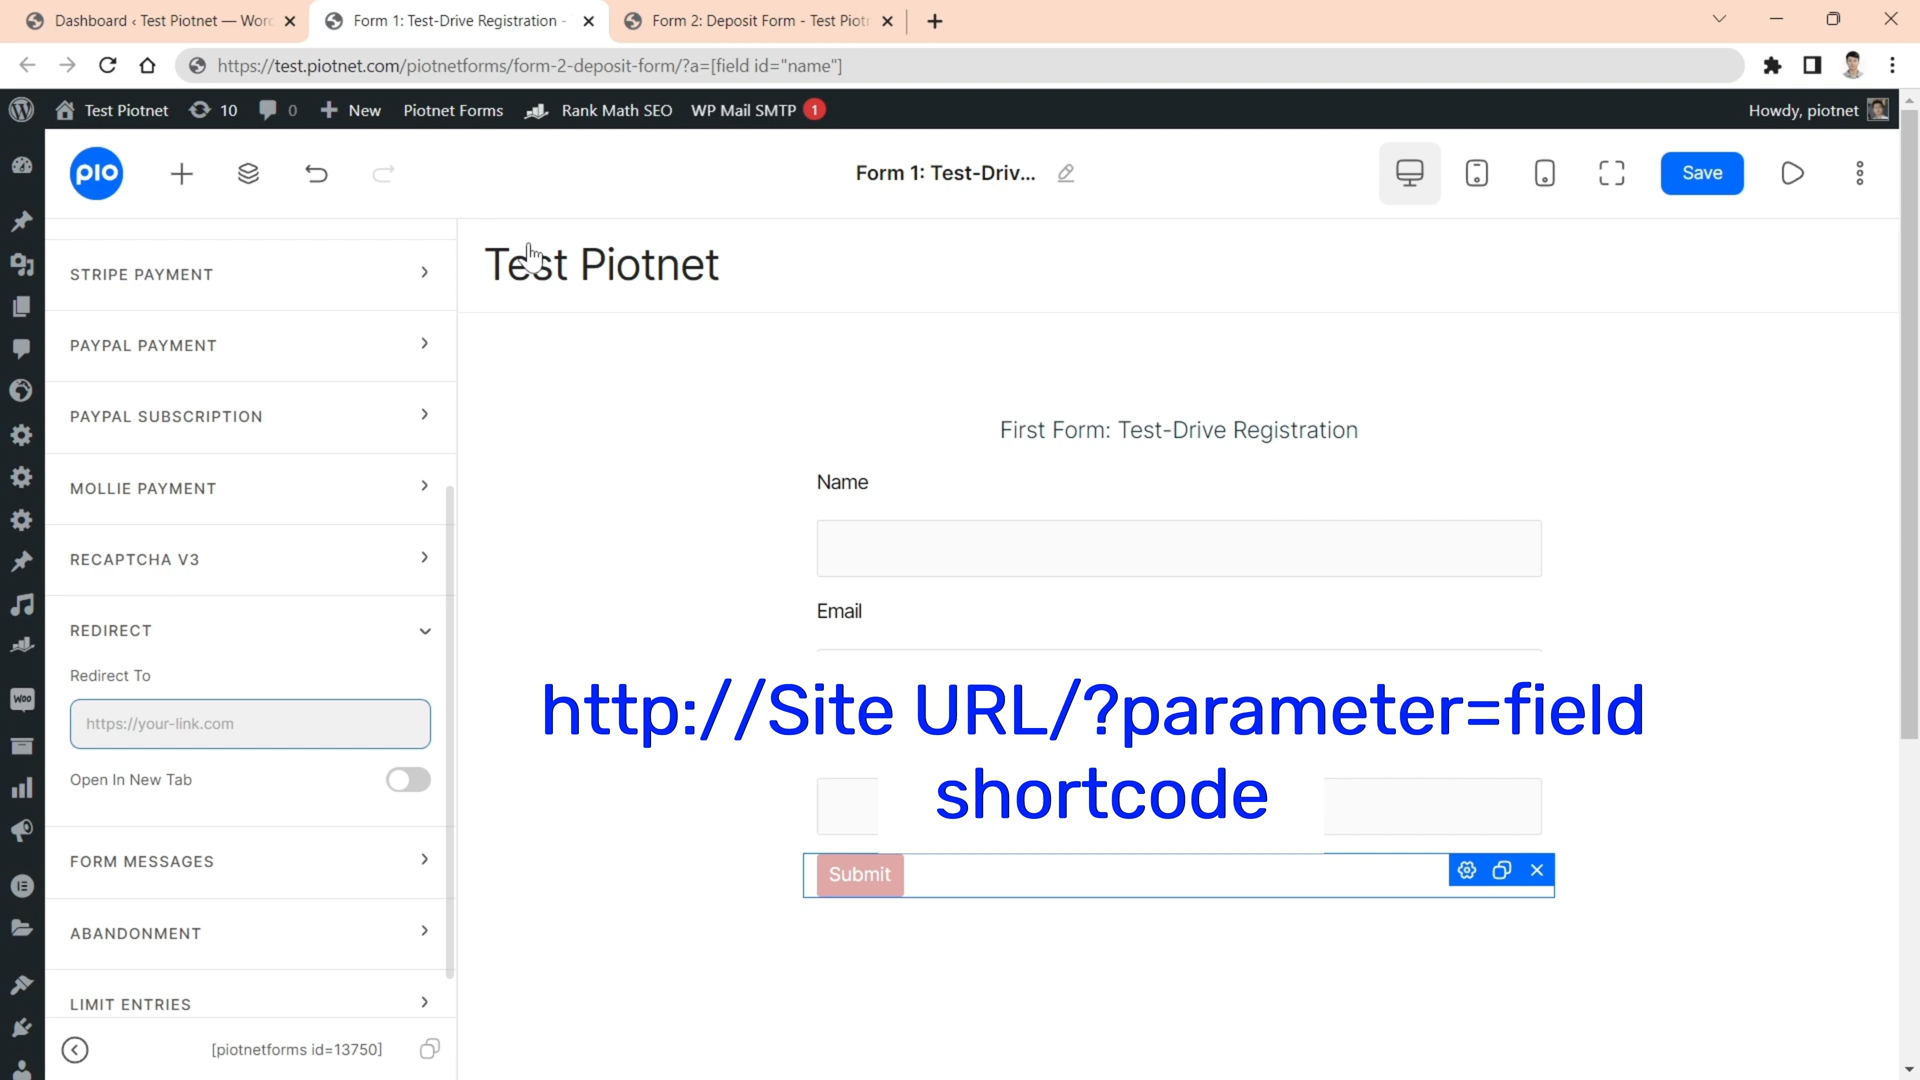 Dashboard ‹ Test Piotnet — Wor
Form 1: Test-Drive Registration -
Form 2: Deposit Form - Test Piotn
https://test.piotnet.com/piotnetforms/form-2-deposit-form/?a=[field id="name"]
Test Piotnet
10
0
New
Piotnet Forms
Rank Math SEO
WP Mail SMTP
1
Howdy, piotnet
pio
Form 1: Test-Driv...
Save
STRIPE PAYMENT
PAYPAL PAYMENT
PAYPAL SUBSCRIPTION
MOLLIE PAYMENT
RECAPTCHA V3
REDIRECT
Redirect To
https://your-link.com
Open In New Tab
FORM MESSAGES
ABANDONMENT
LIMIT ENTRIES
[piotnetforms id=13750]
Test Piotnet
First Form: Test-Drive Registration
Name
Email
http://Site URL/?parameter=field
shortcode
Submit
Woo